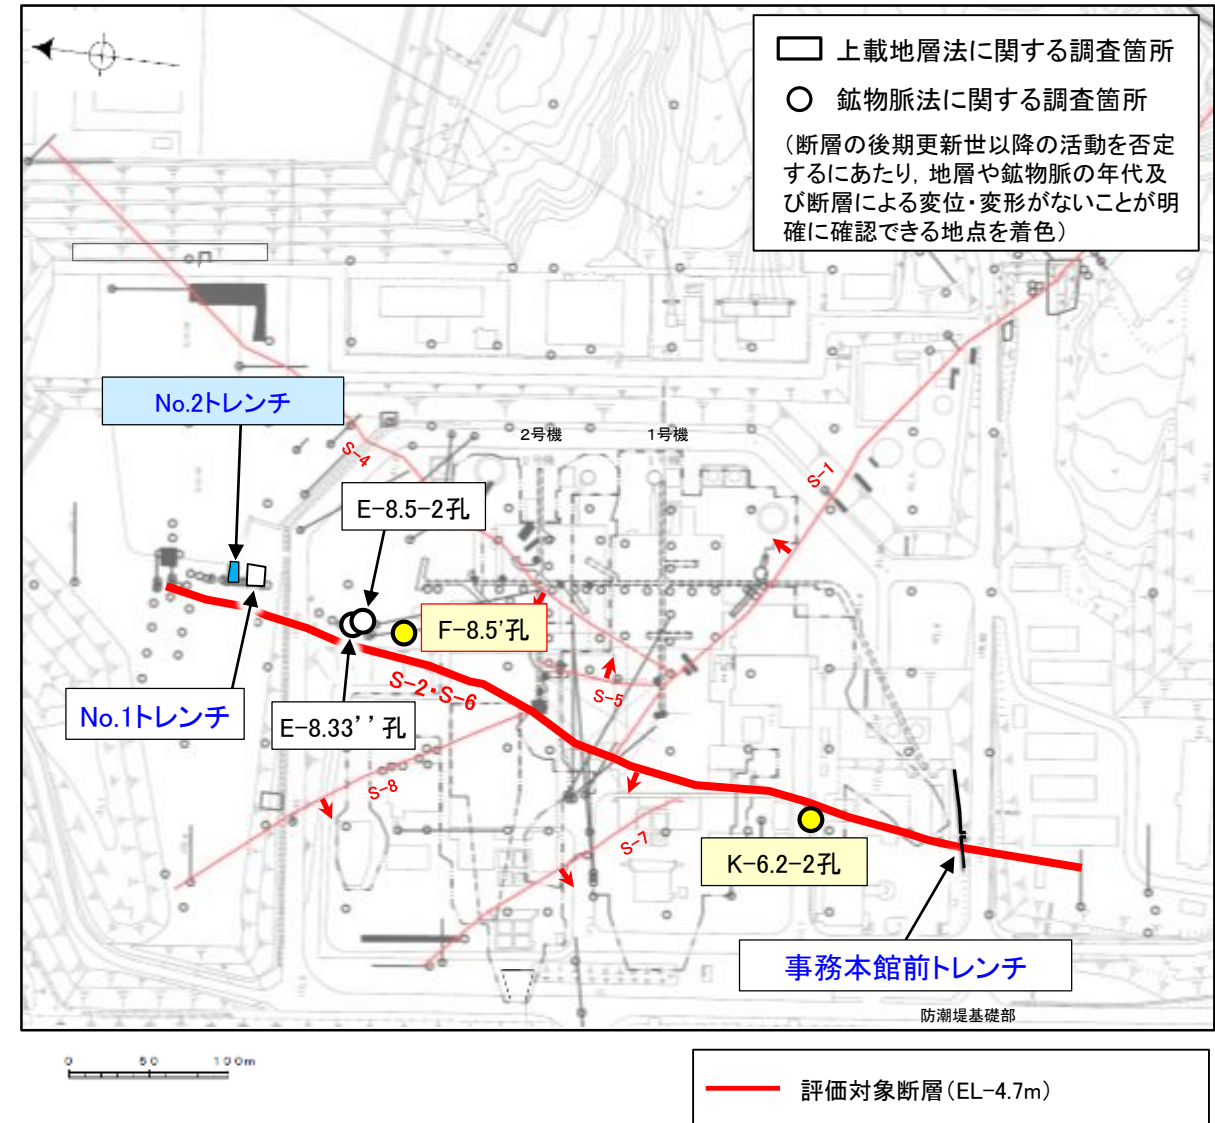 上載地層法に関する調査箇所
鉱物脈法に関する調査箇所
(断層の後期更新世以降の活動を否定
するにあたり, 地層や鉱物脈の年代及
び断層による変位・変形がないことが明
確に確認できる地点を着色)
No.2トレンチ
2号機
1号機
S-4
S-1
E-8.5-2孔
F-8.5'孔
S-2・S-6
S-5
No.1トレンチ
E-8.33''孔
S-8
S-7
K-6.2-2孔
事務本館前トレンチ
防潮堤基礎部
0 50 100m
評価対象断層(EL-4.7m)